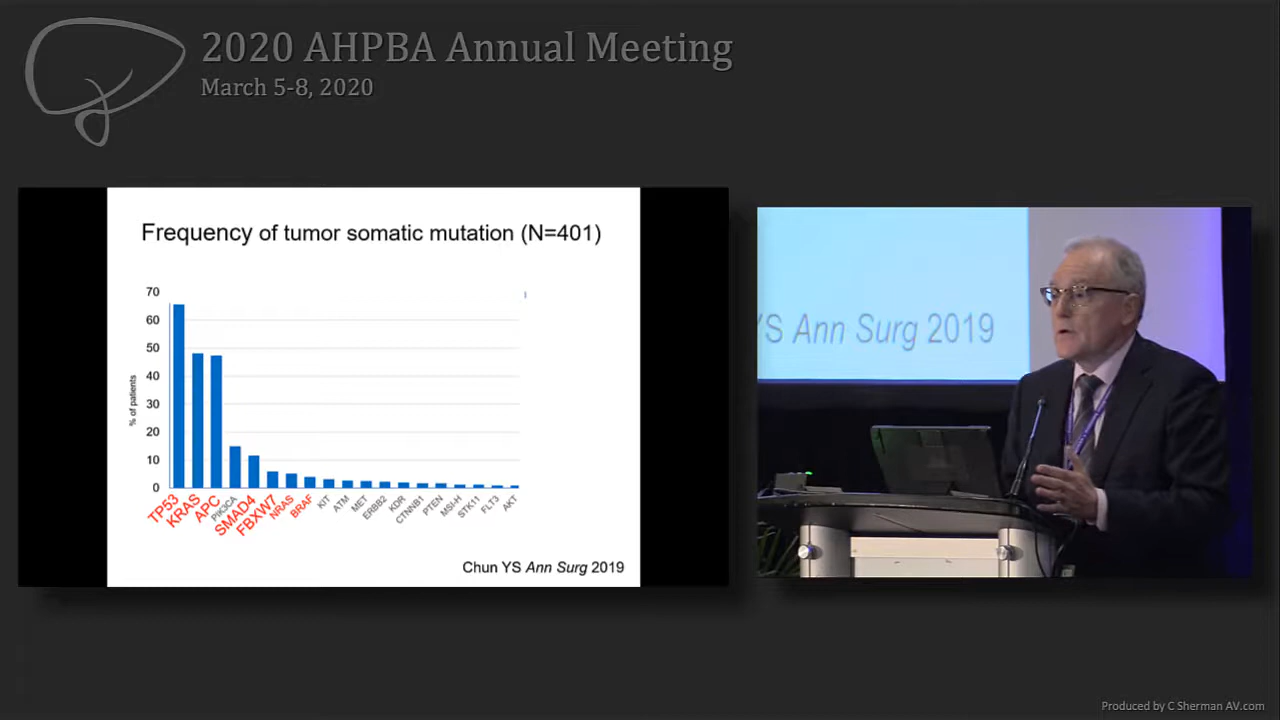 2020 AHPBA Annual Meeting
March 5-8, 2020
Frequency of tumor somatic mutation (N=401)
70
60
50
40
30
20
10
0
% of patients
TP53
KRAS
APC
PIK3CA
SMAD4
FBXW7
NRAS
BRAF
KIT
ATM
MET
ERBB2
KDR
CTNNB1
PTEN
MSI-H
STK11
FLT3
AKT
Chun YS Ann Surg 2019
YS Ann Surg 2019
Produced by C Sherman AV.com